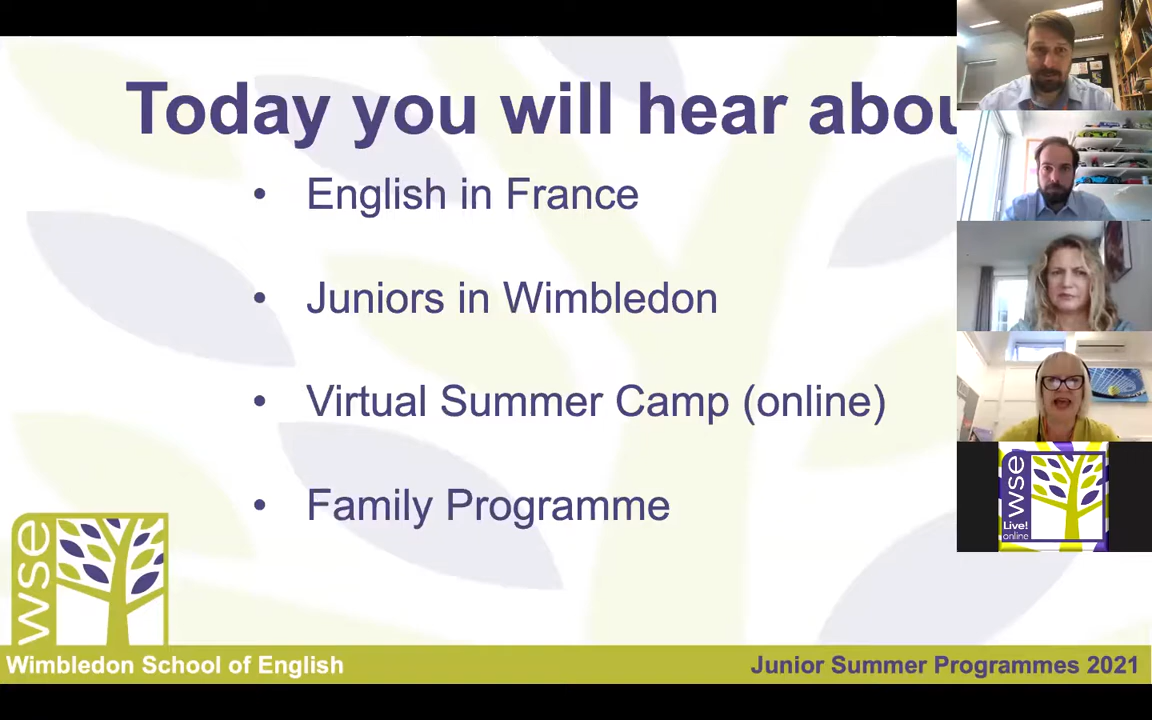 Today you will hear abou
• English in France
• Juniors in Wimbledon
• Virtual Summer Camp (online)
• Family Programme
wse
Wimbledon School of English
Junior Summer Programmes 2021
wse
Live!
online